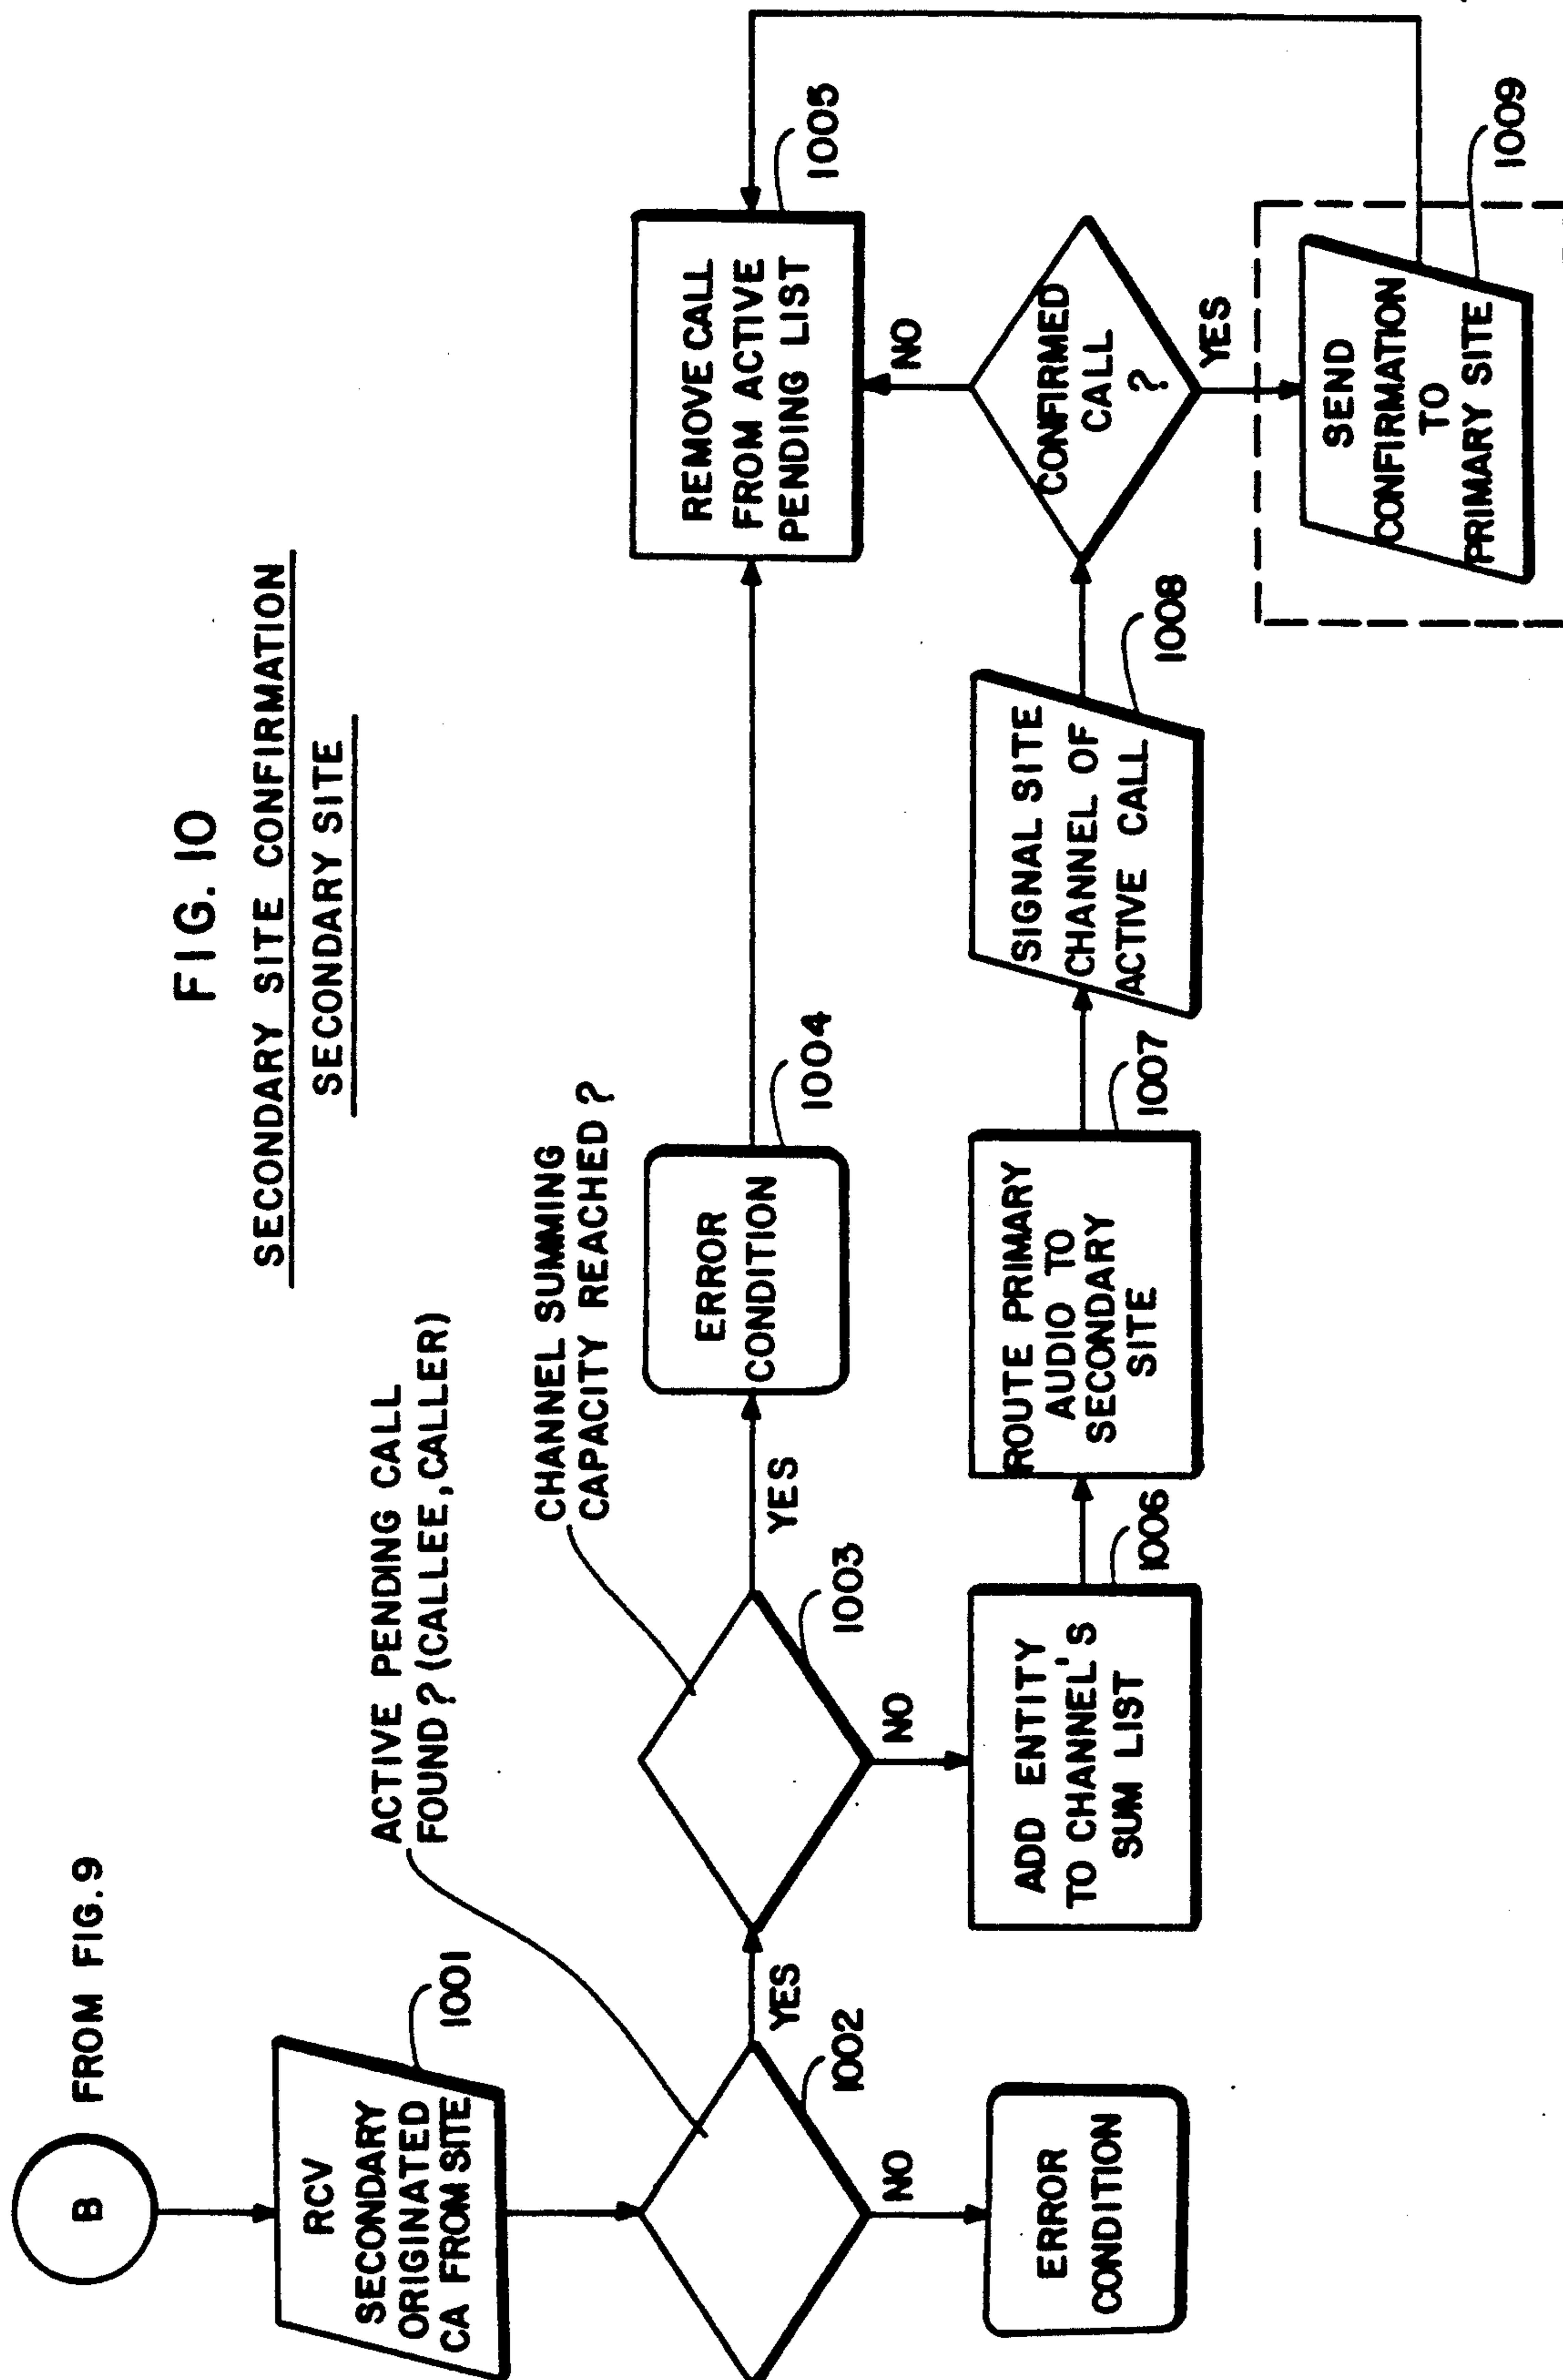 FIG. 10
SECONDARY SITE CONFIRMATION
SECONDARY SITE
B
FROM FIG. 9
RCV
SECONDARY
ORIGINATED
CA FROM SITE
1001
ACTIVE PENDING CALL
FOUND? (CALLEE, CALLER)
1002
YES
NO
ERROR
CONDITION
CHANNEL SUMMING
CAPACITY REACHED?
1003
YES
NO
ERROR
CONDITION
1004
REMOVE CALL
FROM ACTIVE
PENDING LIST
1005
ADD ENTITY
TO CHANNEL'S
SUM LIST
1006
ROUTE PRIMARY
AUDIO TO
SECONDARY
SITE
1007
SIGNAL SITE
CHANNEL OF
ACTIVE CALL
1008
CONFIRMED
CALL
?
NO
YES
SEND
CONFIRMATION
TO
PRIMARY SITE
1009